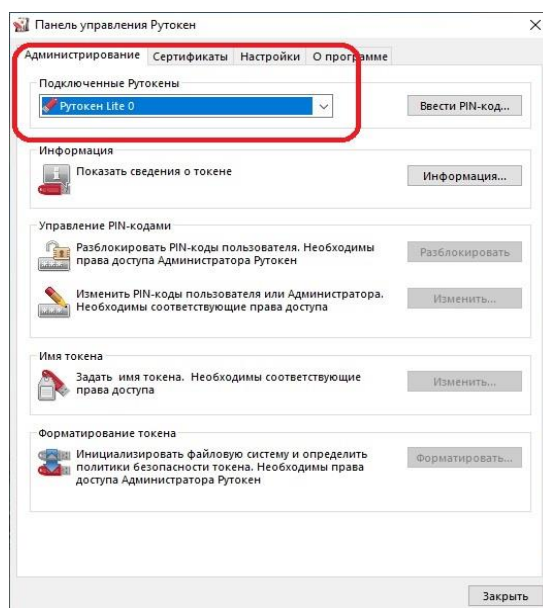 Панель управления Рутокен
Администрирование Сертификаты Настройки О программе
Подключенные Рутокены
Рутокен Lite 0
Ввести PIN-код...
Информация
Показать сведения о токене
Информация...
Управление PIN-кодами
Разблокировать PIN-коды пользователя. Необходимы
права доступа Администратора Рутокен
Разблокировать
Изменить PIN-коды пользователя или Администратора.
Необходимы соответствующие права доступа
Изменить...
Имя токена
Задать имя токена. Необходимы соответствующие
права доступа
Изменить...
Форматирование токена
Инициализировать файловую систему и определить
политики безопасности токена. Необходимы права
доступа Администратора Рутокен
Форматировать...
Закрыть